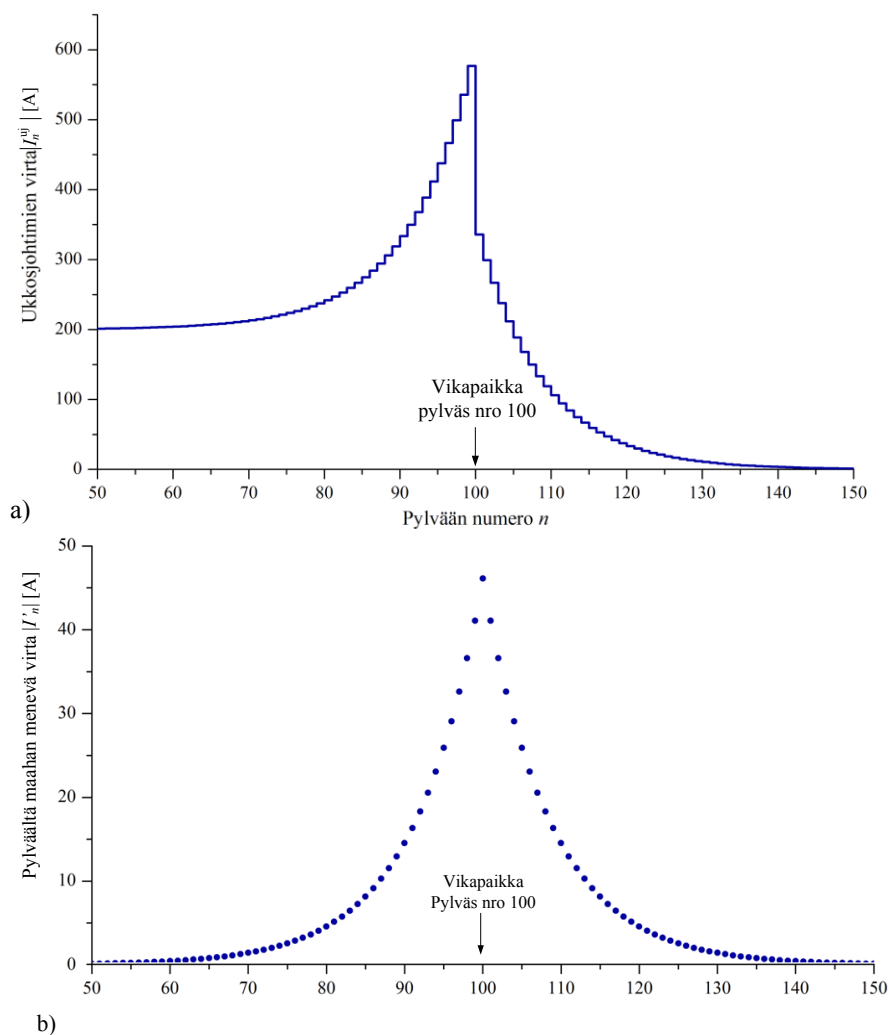 Ukkosjohtimien virta|I_n^uj| [A]
600
500
400
300
200
100
0
Vikapaikka
pylväs nro 100
50 60 70 80 90 100 110 120 130 140 150
a)
Pylvään numero n
Pylväältä maahan menevä virta |I'_n| [A]
50
40
30
20
10
0
Vikapaikka
Pylväs nro 100
50 60 70 80 90 100 110 120 130 140 150
b)